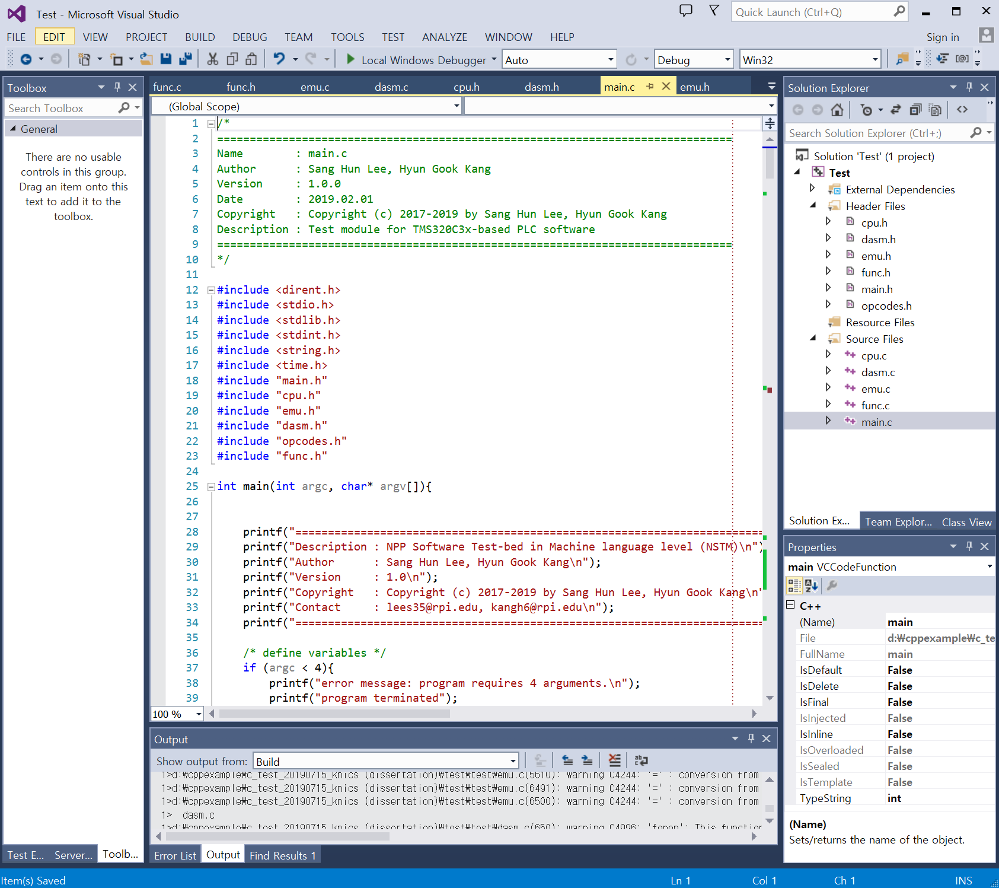 Test - Microsoft Visual Studio
Quick Launch (Ctrl+Q)
FILE EDIT VIEW PROJECT BUILD DEBUG TEAM TOOLS TEST ANALYZE WINDOW HELP
Sign in
Local Windows Debugger Auto Debug Win32
Toolbox
Search Toolbox
General
There are no usable
controls in this group.
Drag an item onto this
text to add it to the
toolbox.
Test E... Server... Toolb...
func.c func.h emu.c dasm.c cpu.h dasm.h main.c emu.h
(Global Scope)
1 /*
2 ===============================================================================
3 Name        : main.c
4 Author      : Sang Hun Lee, Hyun Gook Kang
5 Version     : 1.0.0
6 Date        : 2019.02.01
7 Copyright   : Copyright (c) 2017-2019 by Sang Hun Lee, Hyun Gook Kang
8 Description : Test module for TMS320C3x-based PLC software
9 ===============================================================================
10 */
11
12 #include <dirent.h>
13 #include <stdio.h>
14 #include <stdlib.h>
15 #include <stdint.h>
16 #include <string.h>
17 #include <time.h>
18 #include "main.h"
19 #include "cpu.h"
20 #include "emu.h"
21 #include "dasm.h"
22 #include "opcodes.h"
23 #include "func.h"
24
25 int main(int argc, char* argv[]){
26
27
28     printf("========================================================================
29     printf("Description : NPP Software Test-bed in Machine language level (NSTM)\n")
30     printf("Author      : Sang Hun Lee, Hyun Gook Kang\n");
31     printf("Version     : 1.0\n");
32     printf("Copyright   : Copyright (c) 2017-2019 by Sang Hun Lee, Hyun Gook Kang\n"
33     printf("Contact     : lees35@rpi.edu, kangh6@rpi.edu\n");
34     printf("========================================================================
35
36     /* define variables */
37     if (argc < 4){
38         printf("error message: program requires 4 arguments.\n");
39         printf("program terminated");
100 %
Output
Show output from: Build
1>d:₩cppexample₩c_test_20190715_knics (dissertation)₩test₩test₩emu.c(5610): warning C4244: '=' : conversion from
1>d:₩cppexample₩c_test_20190715_knics (dissertation)₩test₩test₩emu.c(6491): warning C4244: '=' : conversion from
1>d:₩cppexample₩c_test_20190715_knics (dissertation)₩test₩test₩emu.c(6500): warning C4244: '=' : conversion from
1>  dasm.c
1>d:₩cppexample₩c_test_20190715_knics (dissertation)₩test₩test₩dasm.c(650): warning C4996: 'fopen': This function
Error List Output Find Results 1
Solution Explorer
Search Solution Explorer (Ctrl+;)
Solution 'Test' (1 project)
Test
External Dependencies
Header Files
cpu.h
dasm.h
emu.h
func.h
main.h
opcodes.h
Resource Files
Source Files
cpu.c
dasm.c
emu.c
func.c
main.c
Solution Ex... Team Explor... Class View
Properties
main VCCodeFunction
C++
(Name) main
File d:₩cppexample₩c_te
FullName main
IsDefault False
IsDelete False
IsFinal False
IsInjected False
IsInline False
IsOverloaded False
IsSealed False
IsTemplate False
TypeString int
(Name)
Sets/returns the name of the object.
Item(s) Saved Ln 1 Col 1 Ch 1 INS